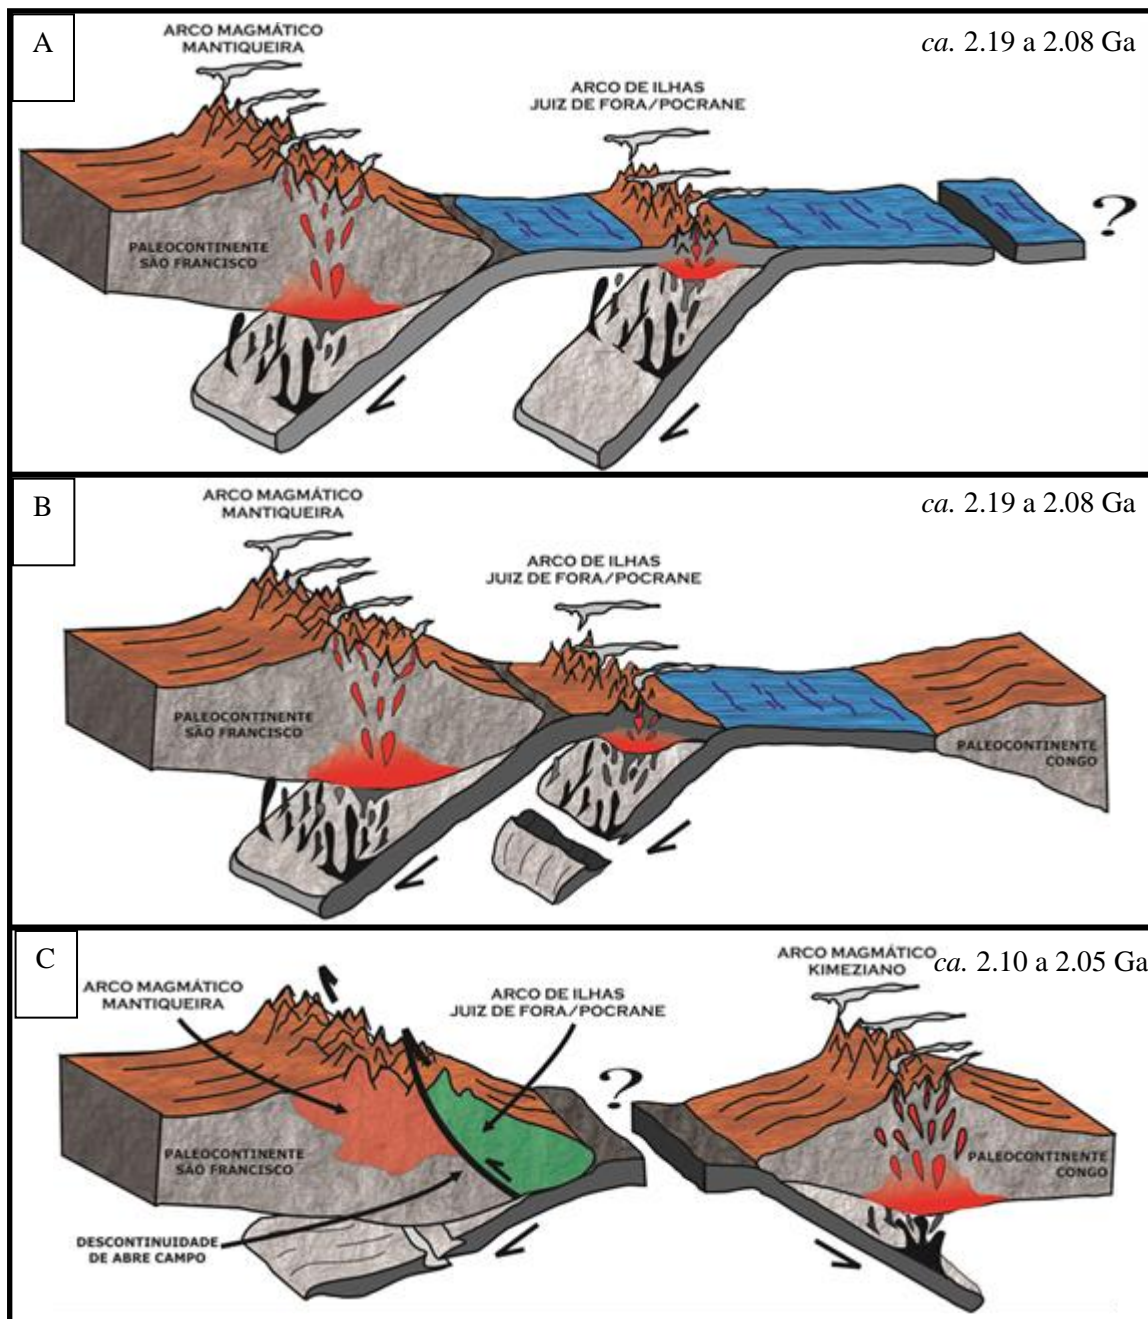 A
ARCO MAGMÁTICO
MANTIQUEIRA
ca. 2.19 a 2.08 Ga
ARCO DE ILHAS
JUIZ DE FORA/POCRANE
PALEOCONTINENTE
SÃO FRANCISCO
?
B
ARCO MAGMÁTICO
MANTIQUEIRA
ca. 2.19 a 2.08 Ga
ARCO DE ILHAS
JUIZ DE FORA/POCRANE
PALEOCONTINENTE
SÃO FRANCISCO
PALEOCONTINENTE
CONGO
C
ARCO MAGMÁTICO
MANTIQUEIRA
ARCO DE ILHAS
JUIZ DE FORA/POCRANE
ARCO MAGMÁTICO
KIMEZIANO
ca. 2.10 a 2.05 Ga
?
PALEOCONTINENTE
SÃO FRANCISCO
PALEOCONTINENTE
CONGO
DESCONTINUIDADE
DE ABRE CAMPO